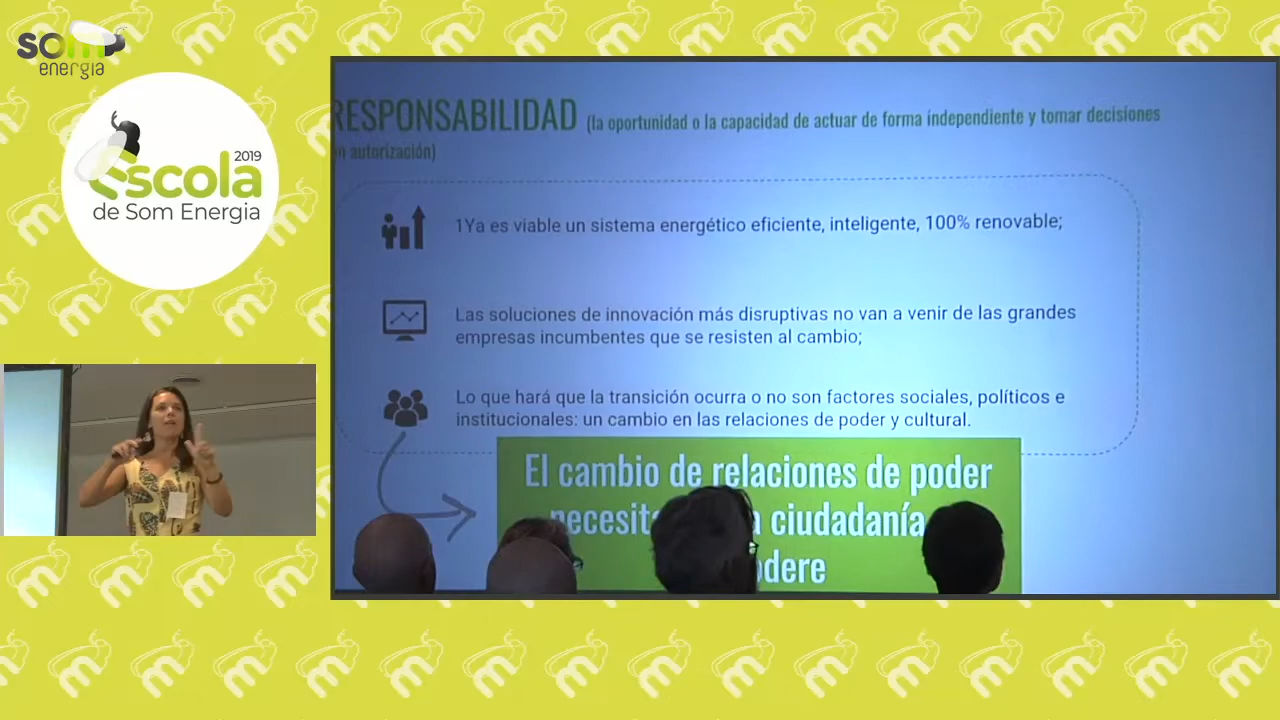 som
energia
escola
2019
de Som Energia
RESPONSABILIDAD (la oportunidad o la capacidad de actuar de forma independiente y tomar decisiones
autorización)
1Ya es viable un sistema energético eficiente, inteligente, 100% renovable;
Las soluciones de innovación más disruptivas no van a venir de las grandes
empresas incumbentes que se resisten al cambio;
Lo que hará que la transición ocurra o no son factores sociales, políticos e
institucionales: un cambio en las relaciones de poder y cultural.
El cambio de relaciones de poder
ciudadanía